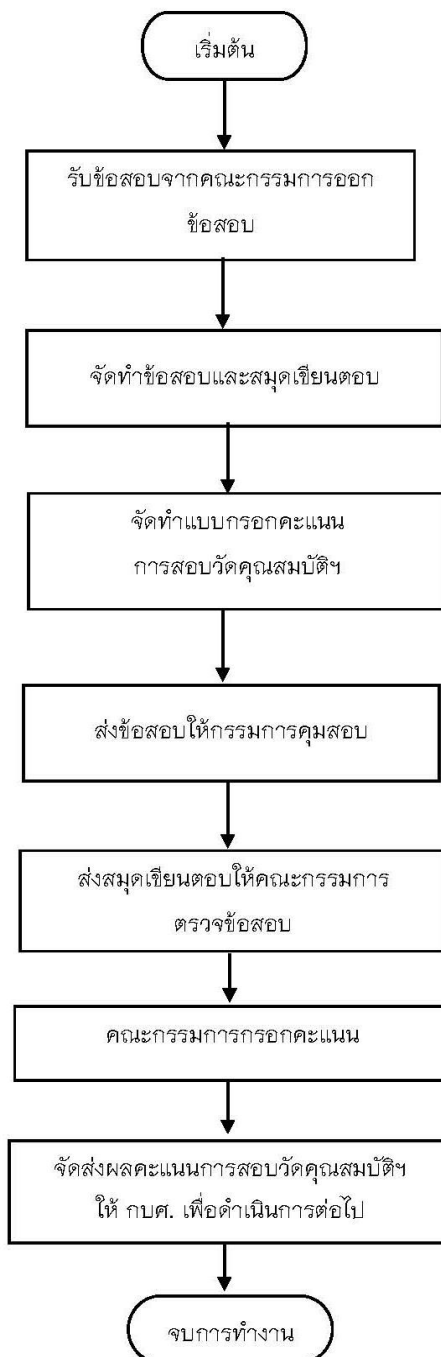 เริ่มต้น
รับข้อสอบจากคณะกรรมการออก
ข้อสอบ
จัดทำข้อสอบและสมุดเขียนตอบ
จัดทำแบบกรอกคะแนน
การสอบวัดคุณสมบัติฯ
ส่งข้อสอบให้กรรมการคุมสอบ
ส่งสมุดเขียนตอบให้คณะกรรมการ
ตรวจข้อสอบ
คณะกรรมการกรอกคะแนน
จัดส่งผลคะแนนการสอบวัดคุณสมบัติฯ
ให้ กบศ. เพื่อดำเนินการต่อไป
จบการทำงาน